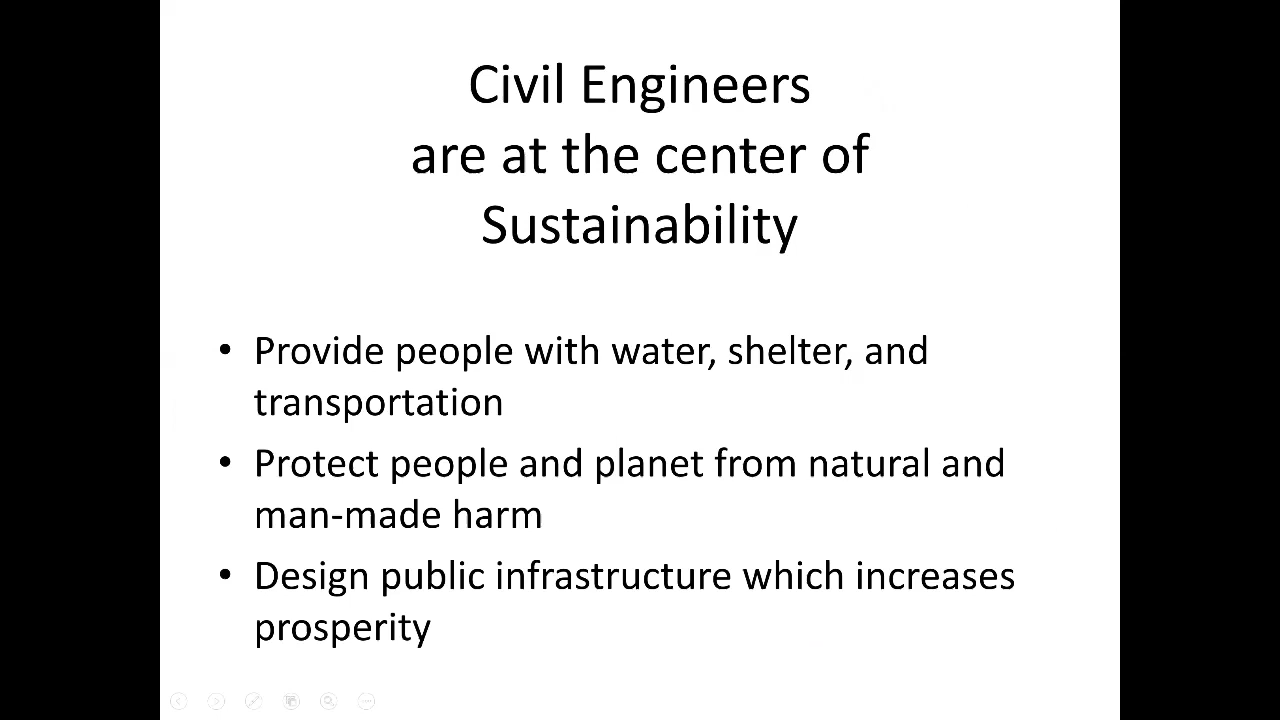 Civil Engineers
are at the center of
Sustainability
• Provide people with water, shelter, and
transportation
• Protect people and planet from natural and
man-made harm
• Design public infrastructure which increases
prosperity